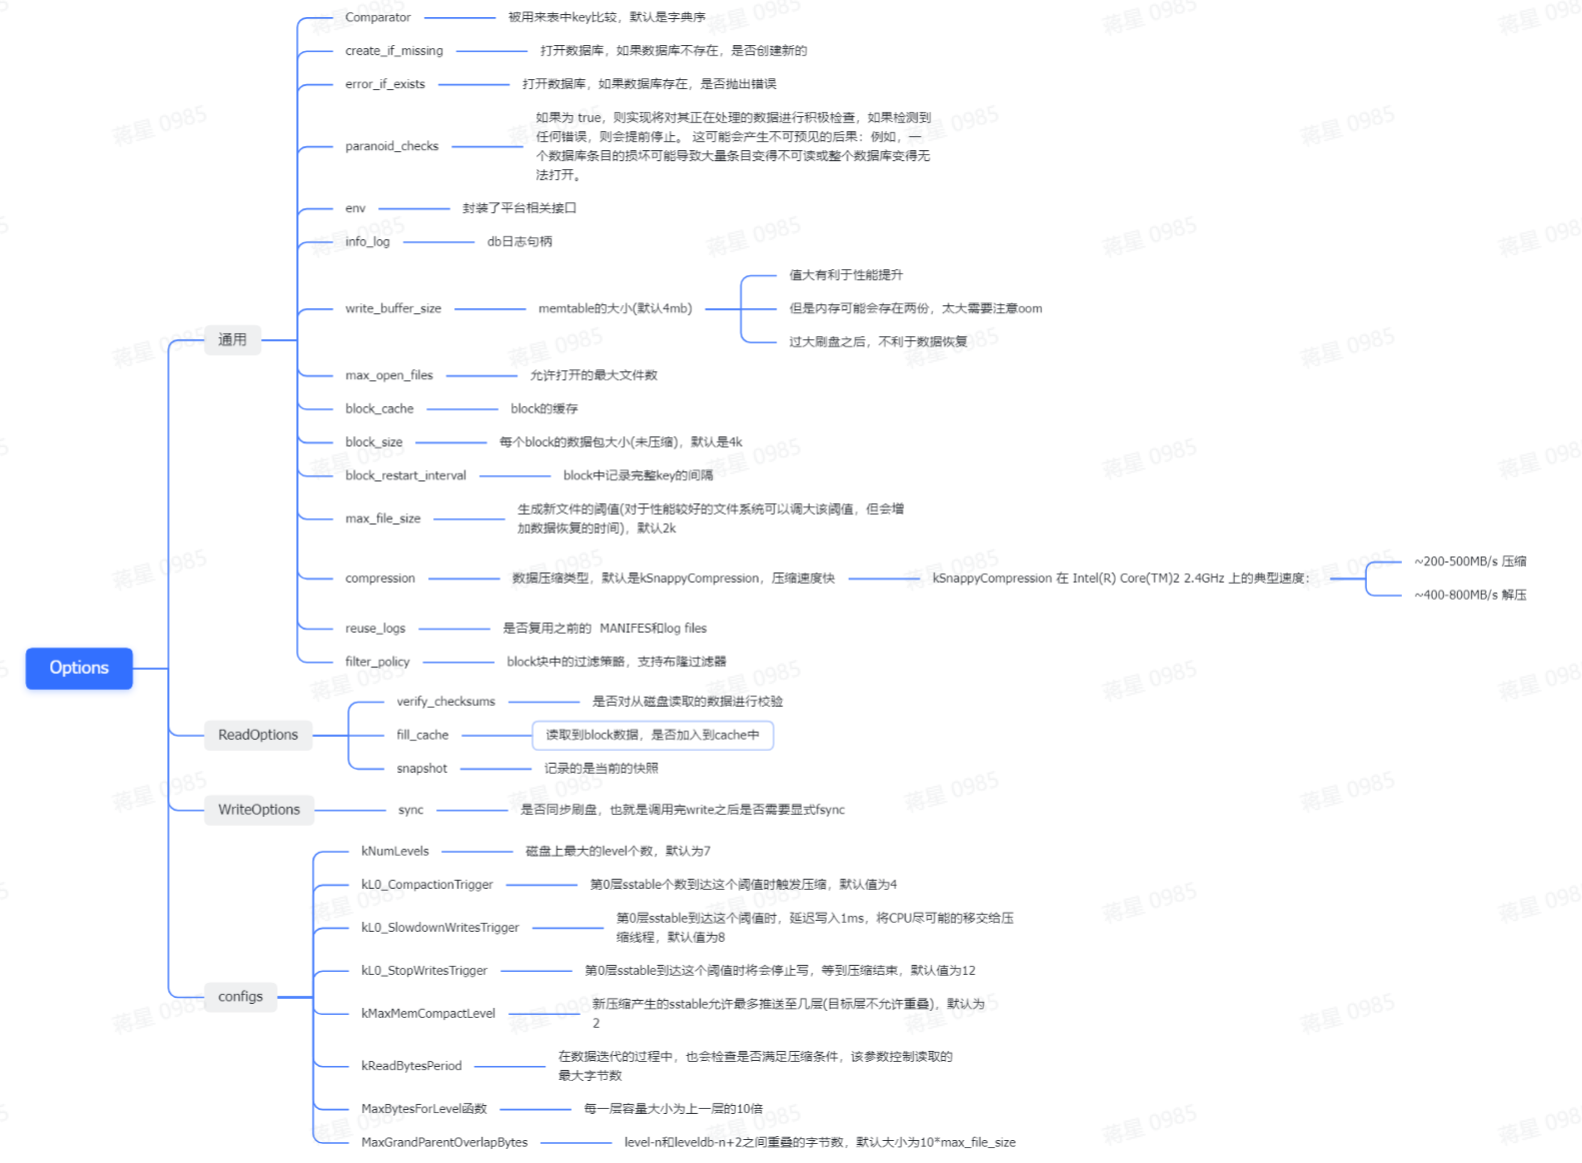 Options
通用
Comparator
被用来表中key比较，默认是字典序
create_if_missing
打开数据库，如果数据库不存在，是否创建新的
error_if_exists
打开数据库，如果数据库存在，是否抛出错误
paranoid_checks
如果为 true，则实现将对其正在处理的数据进行积极检查，如果检测到
任何错误，则会提前停止。 这可能会产生不可预见的后果：例如，一
个数据库条目的损坏可能导致大量条目变得不可读或整个数据库变得无
法打开。
env
封装了平台相关接口
info_log
db日志句柄
write_buffer_size
memtable的大小(默认4mb)
值大有利于性能提升
但是内存可能会存在两份，太大需要注意oom
过大刷盘之后，不利于数据恢复
max_open_files
允许打开的最大文件数
block_cache
block的缓存
block_size
每个block的数据包大小(未压缩)，默认是4k
block_restart_interval
block中记录完整key的间隔
max_file_size
生成新文件的阈值(对于性能较好的文件系统可以调大该阈值，但会增
加数据恢复的时间)，默认2k
compression
数据压缩类型，默认是kSnappyCompression，压缩速度快
kSnappyCompression 在 Intel(R) Core(TM)2 2.4GHz 上的典型速度：
~200-500MB/s 压缩
~400-800MB/s 解压
reuse_logs
是否复用之前的 MANIFES和log files
filter_policy
block块中的过滤策略，支持布隆过滤器
ReadOptions
verify_checksums
是否对从磁盘读取的数据进行校验
fill_cache
读取到block数据，是否加入到cache中
snapshot
记录的是当前的快照
WriteOptions
sync
是否同步刷盘，也就是调用完write之后是否需要显式fsync
configs
kNumLevels
磁盘上最大的level个数，默认为7
kL0_CompactionTrigger
第0层sstable个数到达这个阈值时触发压缩，默认值为4
kL0_SlowdownWritesTrigger
第0层sstable到达这个阈值时，延迟写入1ms，将CPU尽可能的移交给压
缩线程，默认值为8
kL0_StopWritesTrigger
第0层sstable到达这个阈值时将会停止写，等到压缩结束，默认值为12
kMaxMemCompactLevel
新压缩产生的sstable允许最多推送至几层(目标层不允许重叠)，默认为
2
kReadBytesPeriod
在数据迭代的过程中，也会检查是否满足压缩条件，该参数控制读取的
最大字节数
MaxBytesForLevel函数
每一层容量大小为上一层的10倍
MaxGrandParentOverlapBytes
level-n和leveldb-n+2之间重叠的字节数，默认大小为10*max_file_size
蒋星 0985